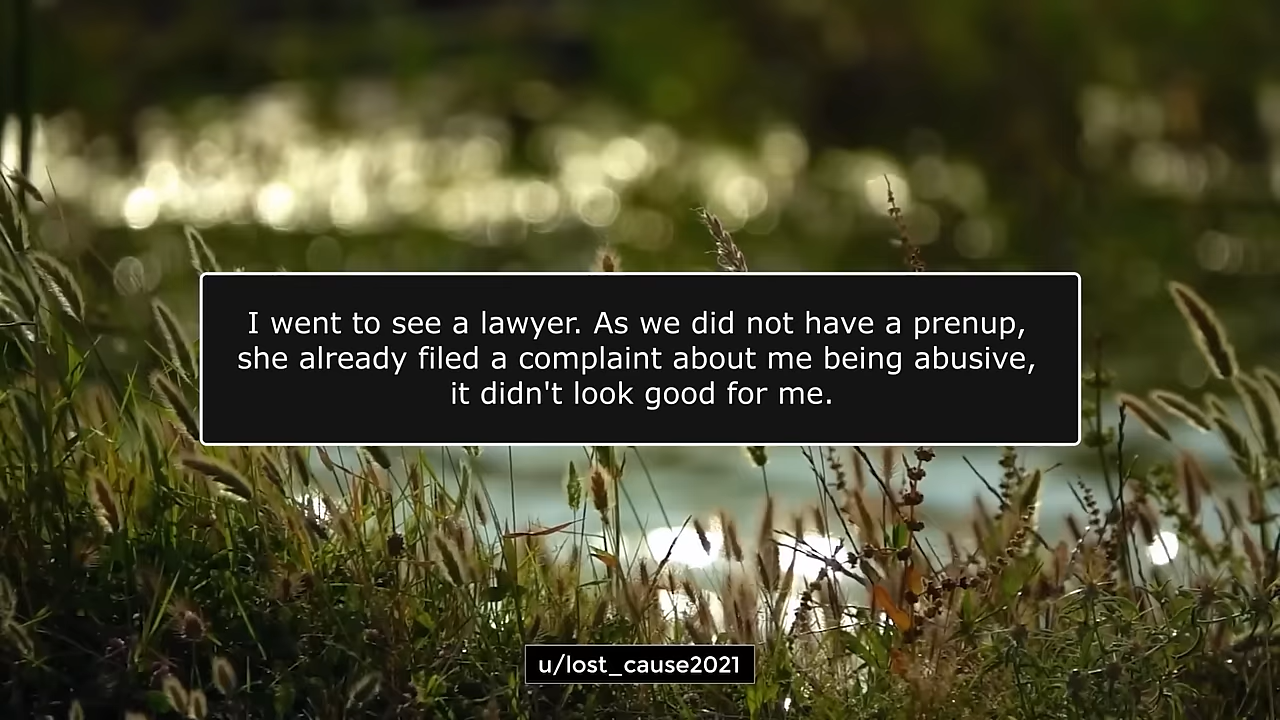 I went to see a lawyer. As we did not have a prenup,
she already filed a complaint about me being abusive,
it didn't look good for me.
u/lost_cause2021